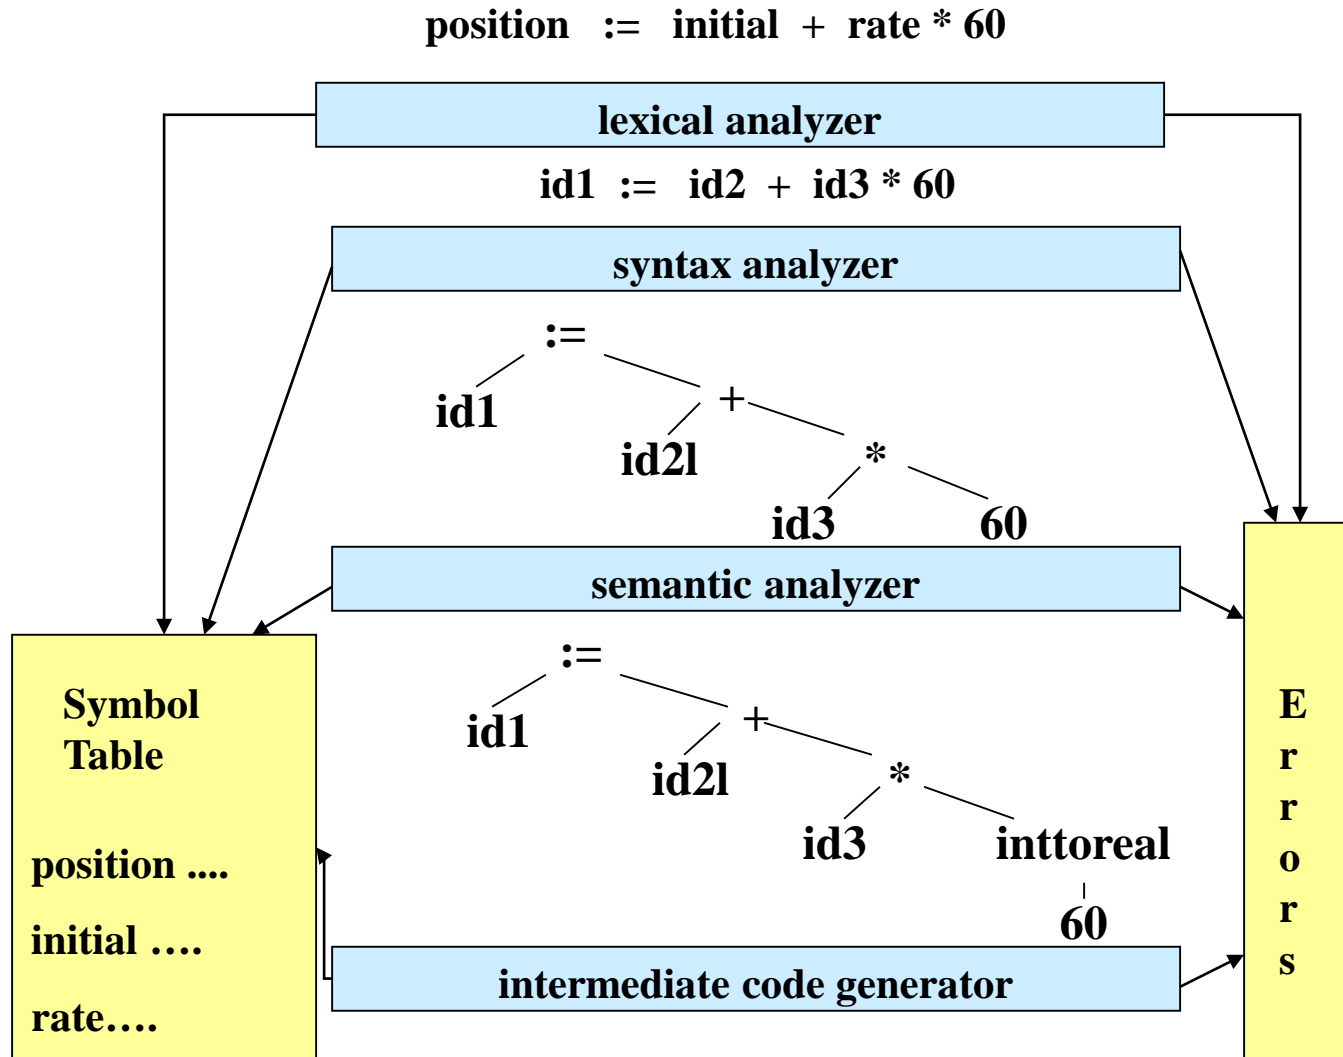 position := initial + rate * 60
lexical analyzer
id1 := id2 + id3 * 60
syntax analyzer
:=
id1
+
id2l
*
id3
60
semantic analyzer
:=
id1
+
id2l
*
id3
inttoreal
60
intermediate code generator
Symbol
Table
position ....
initial ….
rate….
E
r
r
o
r
s